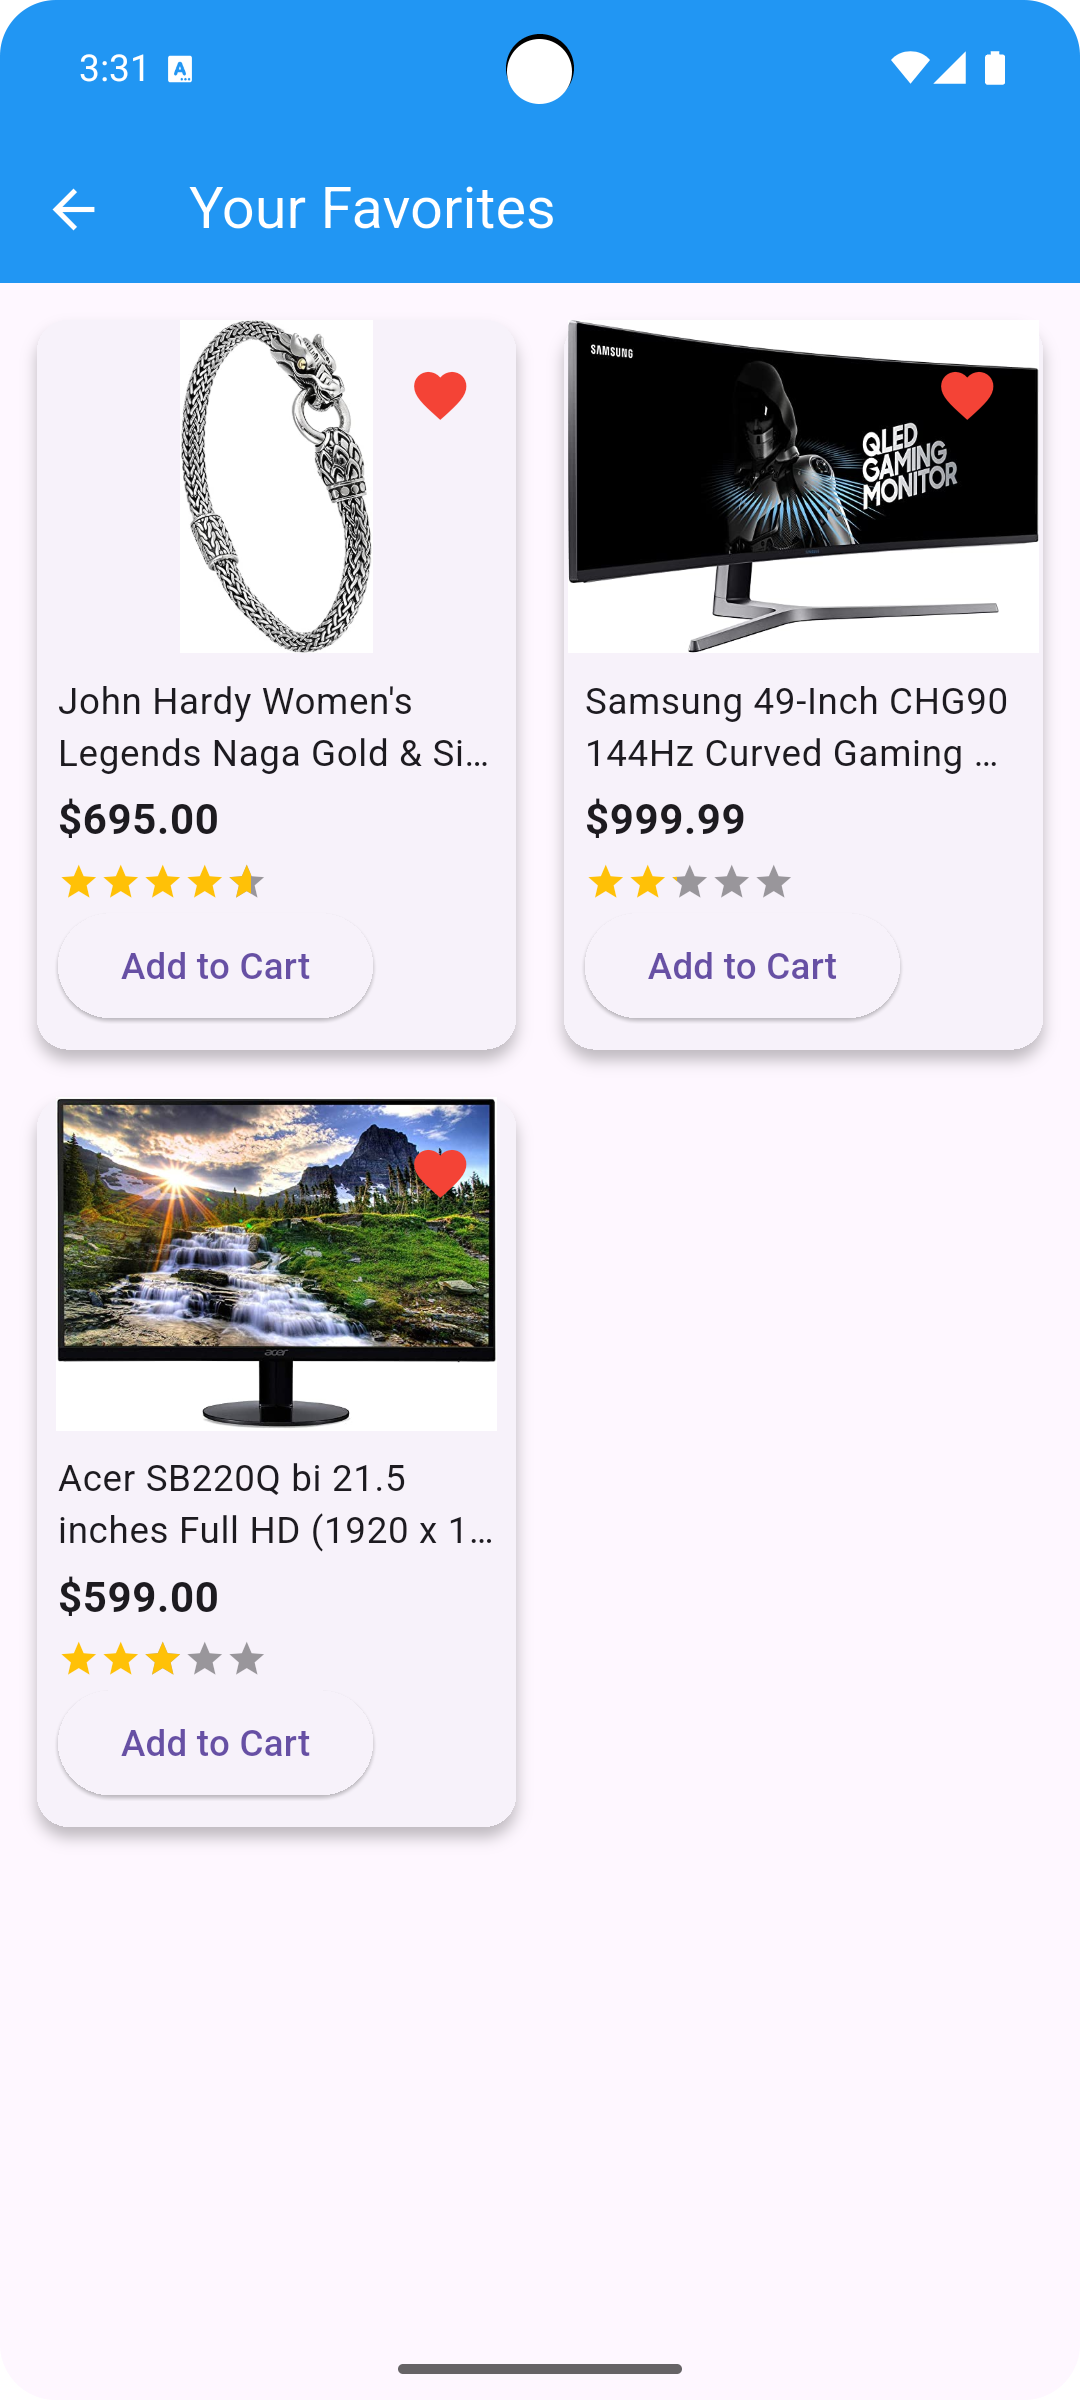 3:31
Your Favorites
SAMSUNG
QLED
GAMING
MONITOR
John Hardy Women's
Legends Naga Gold & Si...
$695.00
Add to Cart
Samsung 49-Inch CHG90
144Hz Curved Gaming ...
$999.99
Add to Cart
acer
Acer SB220Q bi 21.5
inches Full HD (1920 x 1...
$599.00
Add to Cart